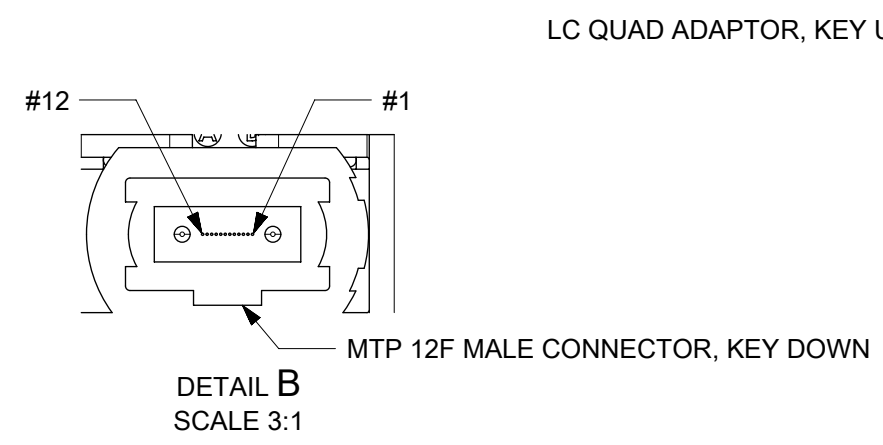 LC QUAD ADAPTOR, KEY
#12
#1
MTP 12F MALE CONNECTOR, KEY DOWN
DETAIL B
SCALE 3:1